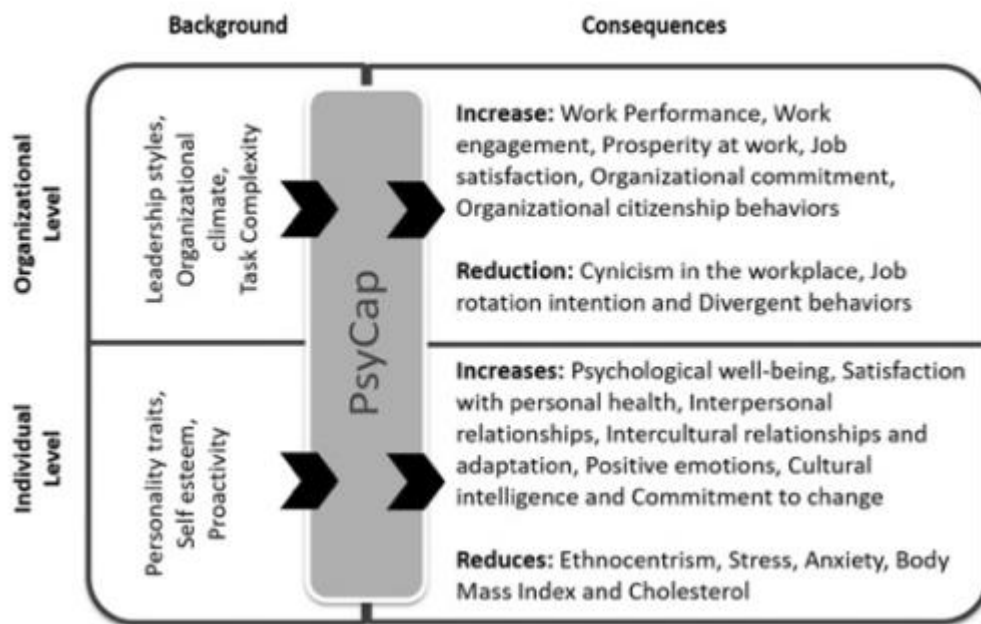 Background
Consequences
Organizational
Level
Leadership styles,
Organizational
climate,
Task Complexity
PsyCap
Increase: Work Performance, Work
engagement, Prosperity at work, Job
satisfaction, Organizational commitment,
Organizational citizenship behaviors
Reduction: Cynicism in the workplace, Job
rotation intention and Divergent behaviors
Individual
Level
Personality traits,
Self esteem,
Proactivity
Increases: Psychological well-being, Satisfaction
with personal health, Interpersonal
relationships, Intercultural relationships and
adaptation, Positive emotions, Cultural
intelligence and Commitment to change
Reduces: Ethnocentrism, Stress, Anxiety, Body
Mass Index and Cholesterol